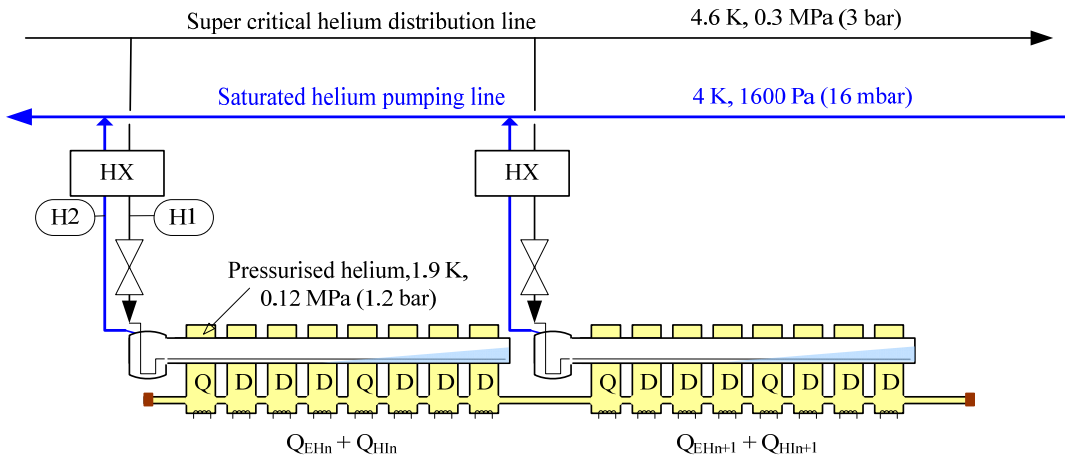 Super critical helium distribution line
4.6 K, 0.3 MPa (3 bar)
Saturated helium pumping line
4 K, 1600 Pa (16 mbar)
HX
HX
H2
H1
Pressurised helium,1.9 K,
0.12 MPa (1.2 bar)
Q D D D Q D D D
Q D D D Q D D D
QEHn + QHIn
QEHn+1 + QHIn+1